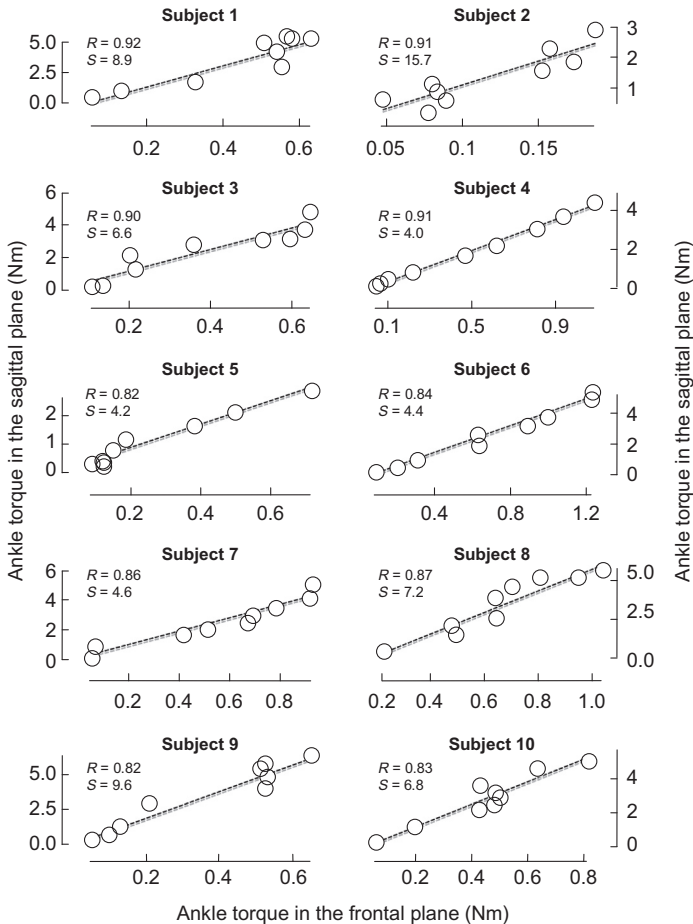 Subject 1
R = 0.92
S = 8.9
5.0
2.5
0.0
0.2
0.4
0.6
Subject 2
R = 0.91
S = 15.7
3
2
1
0.05
0.1
0.15
Subject 3
R = 0.90
S = 6.6
6
4
2
0
0.2
0.4
0.6
Subject 4
R = 0.91
S = 4.0
4
2
0
0.1
0.5
0.9
Subject 5
R = 0.82
S = 4.2
2
1
0
0.2
0.4
0.6
Subject 6
R = 0.84
S = 4.4
4
2
0
0.4
0.8
1.2
Subject 7
R = 0.86
S = 4.6
6
4
2
0
0.2
0.4
0.6
0.8
Subject 8
R = 0.87
S = 7.2
5.0
2.5
0.0
0.2
0.4
0.6
0.8
1.0
Subject 9
R = 0.82
S = 9.6
5.0
2.5
0.0
0.2
0.4
0.6
Subject 10
R = 0.83
S = 6.8
4
2
0
0.2
0.4
0.6
0.8
Ankle torque in the sagittal plane (Nm)
Ankle torque in the sagittal plane (Nm)
Ankle torque in the frontal plane (Nm)